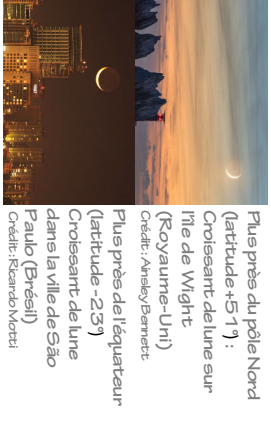 Plus près du pôle Nord
(latitude +51°) :
Croissant de lune sur
l'île de Wight
(Royaume-Uni)
Crédit : Ainsley Bennett
Plus près de l'équateur
(latitude -23°)
Croissant de lune
dans la ville de São
Paulo (Brésil)
Crédit : Ricardo Motti